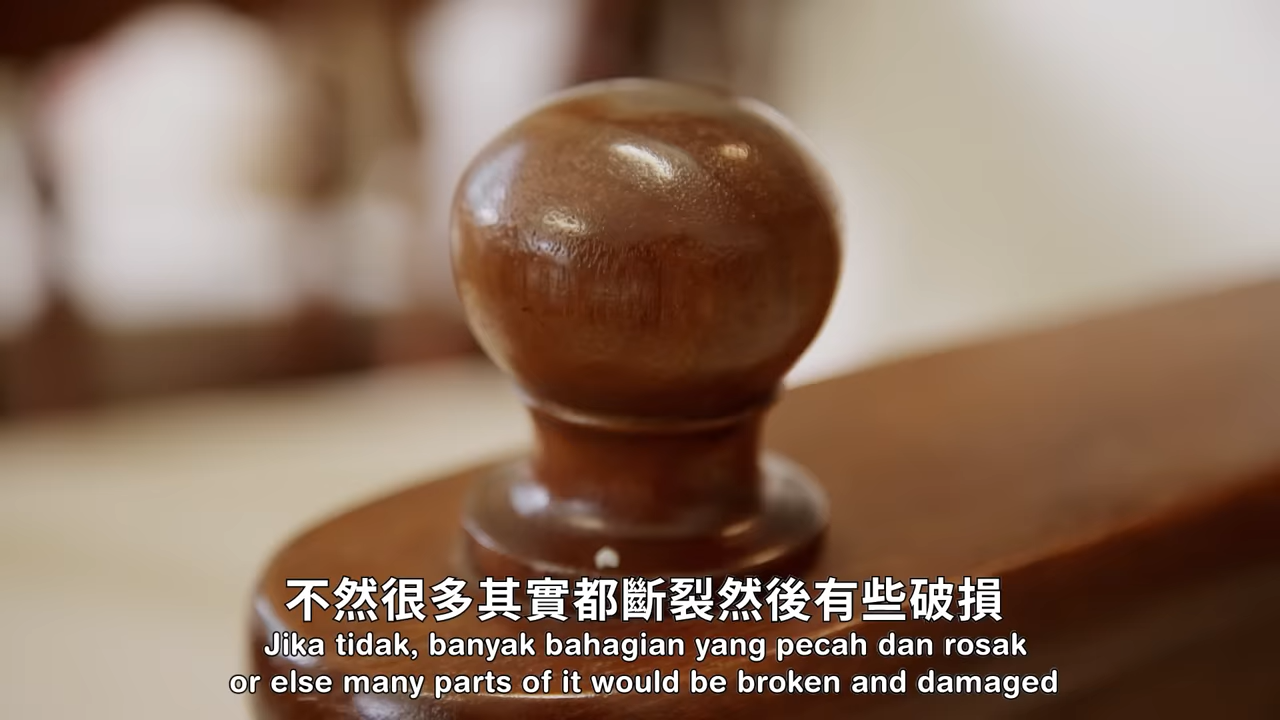 不然很多其實都斷裂然後有些破損
Jika tidak, banyak bahagian yang pecah dan rosak
or else many parts of it would be broken and damaged